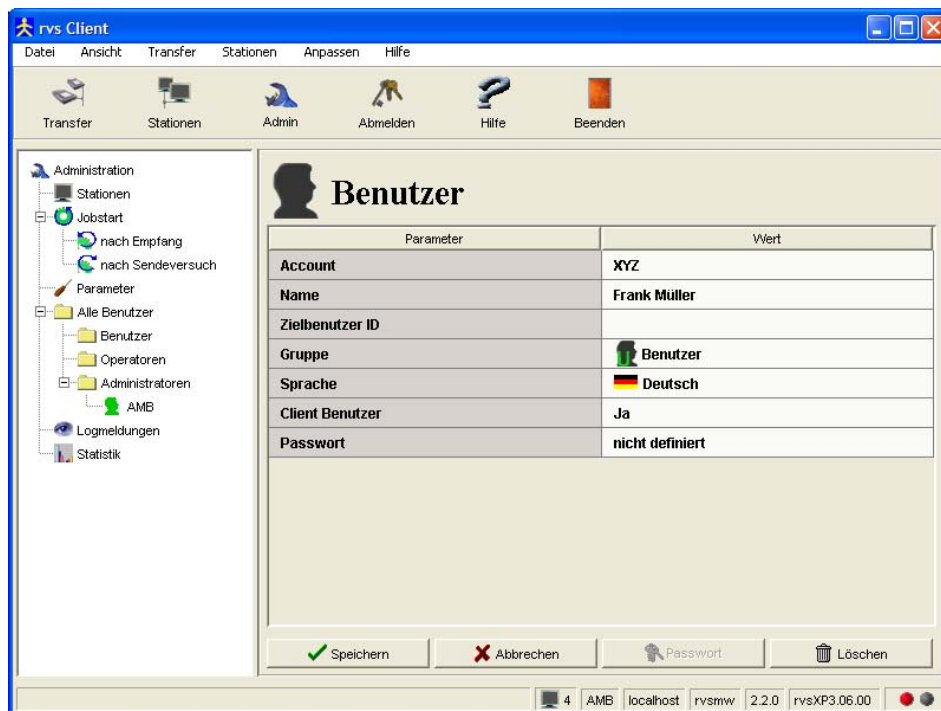 rvs Client
Datei Ansicht Transfer Stationen Anpassen Hilfe
Transfer Stationen Admin Abmelden Hilfe Beenden
Administration
Stationen
Jobstart
nach Empfang
nach Sendeversuch
Parameter
Alle Benutzer
Benutzer
Operatoren
Administratoren
AMB
Logmeldungen
Statistik
Benutzer
Parameter Wert
Account XYZ
Name Frank Müller
Zielbenutzer ID
Gruppe Benutzer
Sprache Deutsch
Client Benutzer Ja
Passwort nicht definiert
Speichern Abbrechen Passwort Löschen
4 AMB localhost rvsmw 2.2.0 rvsXP3.06.00